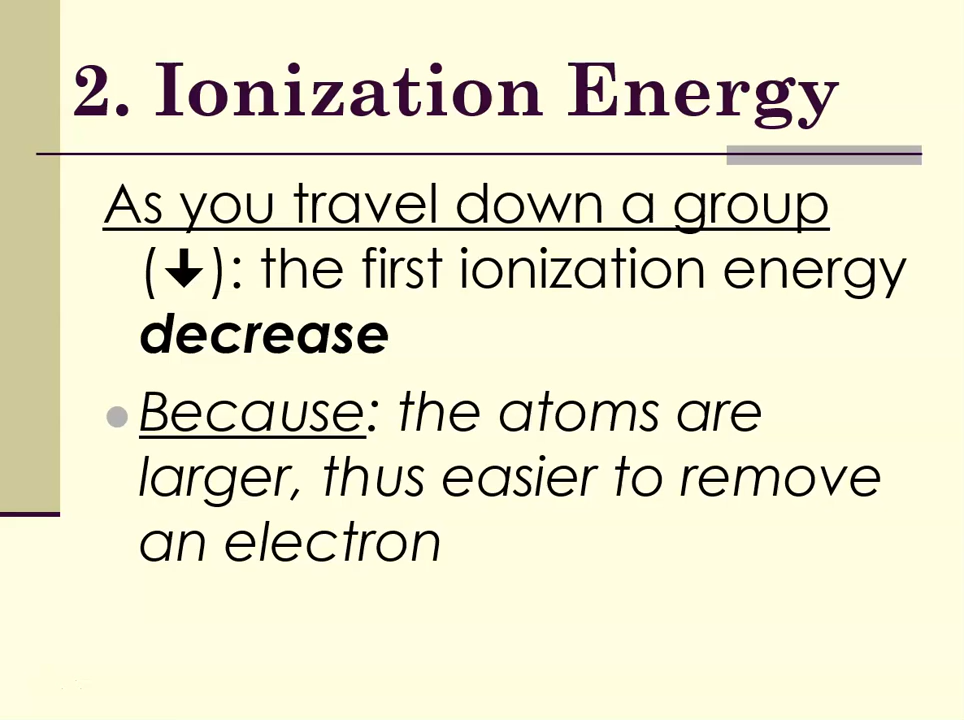 2. Ionization Energy
As you travel down a group
(🡇): the first ionization energy
decrease
Because: the atoms are
larger, thus easier to remove
an electron